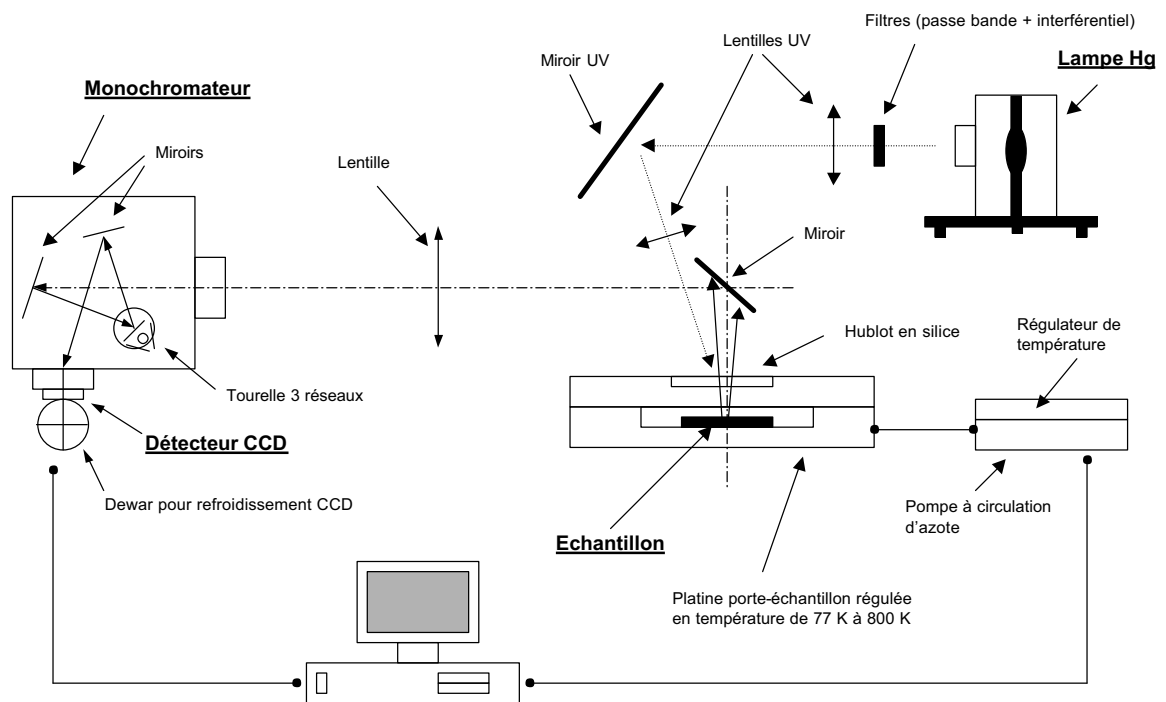 Filtres (passe bande + interférentiel)
Lentilles UV
Lampe Hg
Miroir UV
Monochromateur
Miroirs
Lentille
Miroir
Hublot en silice
Régulateur de
température
Tourelle 3 réseaux
Détecteur CCD
Dewar pour refroidissement CCD
Echantillon
Pompe à circulation
d'azote
Platine porte-échantillon régulée
en température de 77 K à 800 K